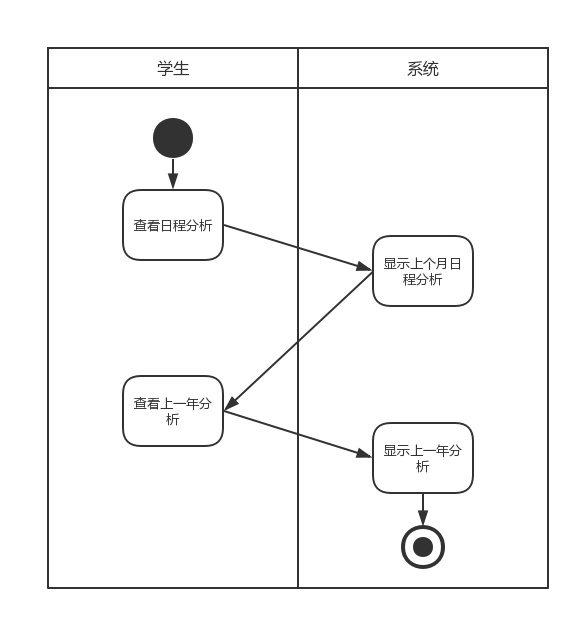 学生
系统
查看日程分析
显示上个月日
程分析
查看上一年分
析
显示上一年分
析